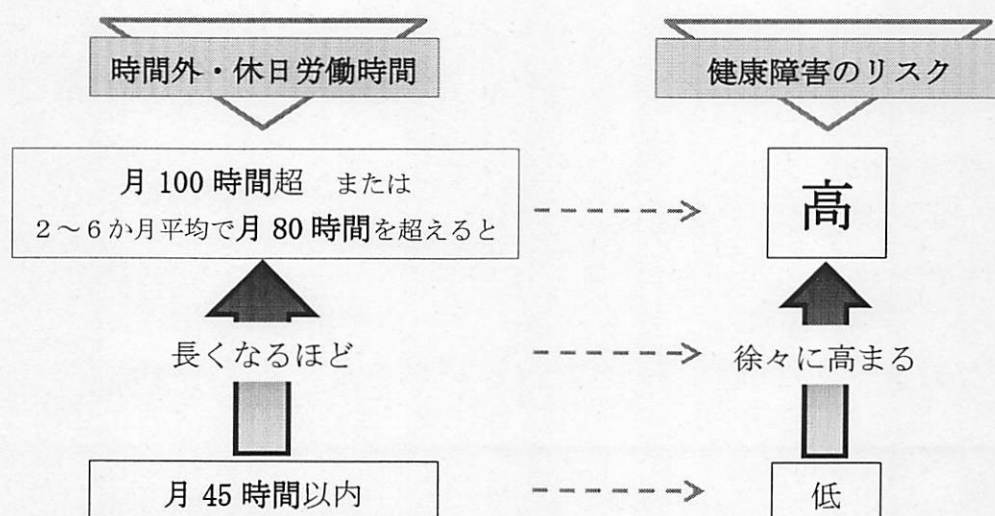 時間外・休日労働時間
健康障害のリスク
月 100 時間超 または
2~6か月平均で月 80 時間を超えると
高
長くなるほど
徐々に高まる
月 45 時間以内
低